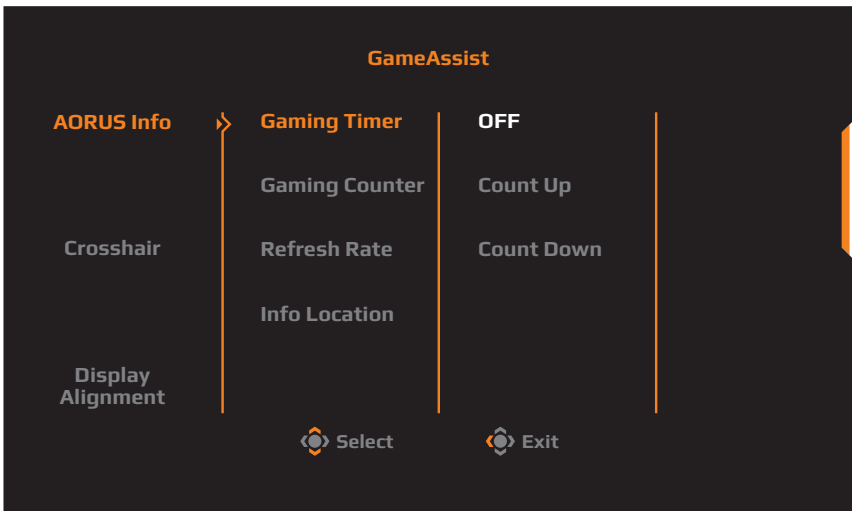 GameAssist
AORUS Info
Gaming Timer
OFF
Gaming Counter
Count Up
Crosshair
Refresh Rate
Count Down
Info Location
Display
Alignment
Select
Exit